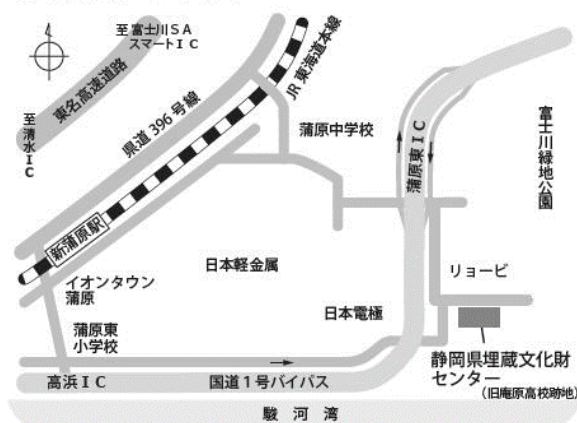 至富士川SA
スマートIC
東名高速道路
至清水IC
県道396号線
JR東海道本線
蒲原中学校
蒲原東IC
富士川緑地公園
新蒲原駅
日本軽金属
リョービ
イオンタウン
蒲原
日本電極
蒲原東
小学校
静岡県埋蔵文化財
センター
(旧庵原高校跡地)
高浜IC
国道1号バイパス
駿河湾